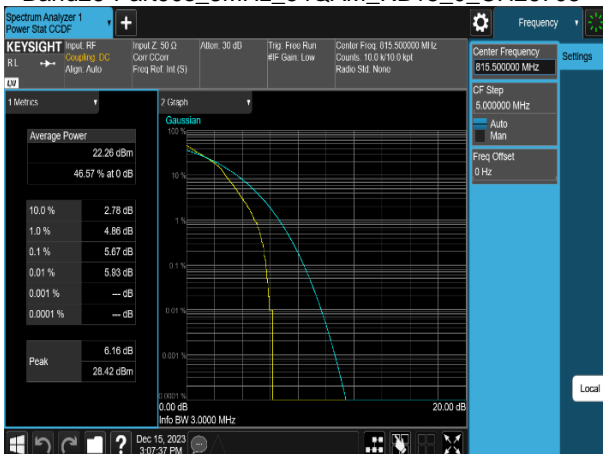 Spectrum Analyzer 1
Power Stat CCDF
Frequency
KEYSIGHT
RL
Input: RF
Coupling: DC
Align: Auto
Input Z: 50 Ω
Corr CCorr
Freq Ref: Int (S)
Atten: 30 dB
Trig: Free Run
#IF Gain: Low
Center Freq: 815.500000 MHz
Counts: 10.0 k/10.0 kpt
Radio Std: None
Center Frequency
815.500000 MHz
Settings
CF Step
5.000000 MHz
Auto
Man
Freq Offset
0 Hz
1 Metrics
Average Power
22.26 dBm
46.57 % at 0 dB
10.0 % 2.78 dB
1.0 % 4.86 dB
0.1 % 5.67 dB
0.01 % 5.93 dB
0.001 % --- dB
0.0001 % --- dB
Peak
6.16 dB
28.42 dBm
2 Graph
Gaussian
100 %
10 %
1 %
0.1 %
0.01 %
0.001 %
0.0001 %
0.00 dB
20.00 dB
Info BW 3.0000 MHz
Local
?
Dec 15, 2023
3:07:37 PM